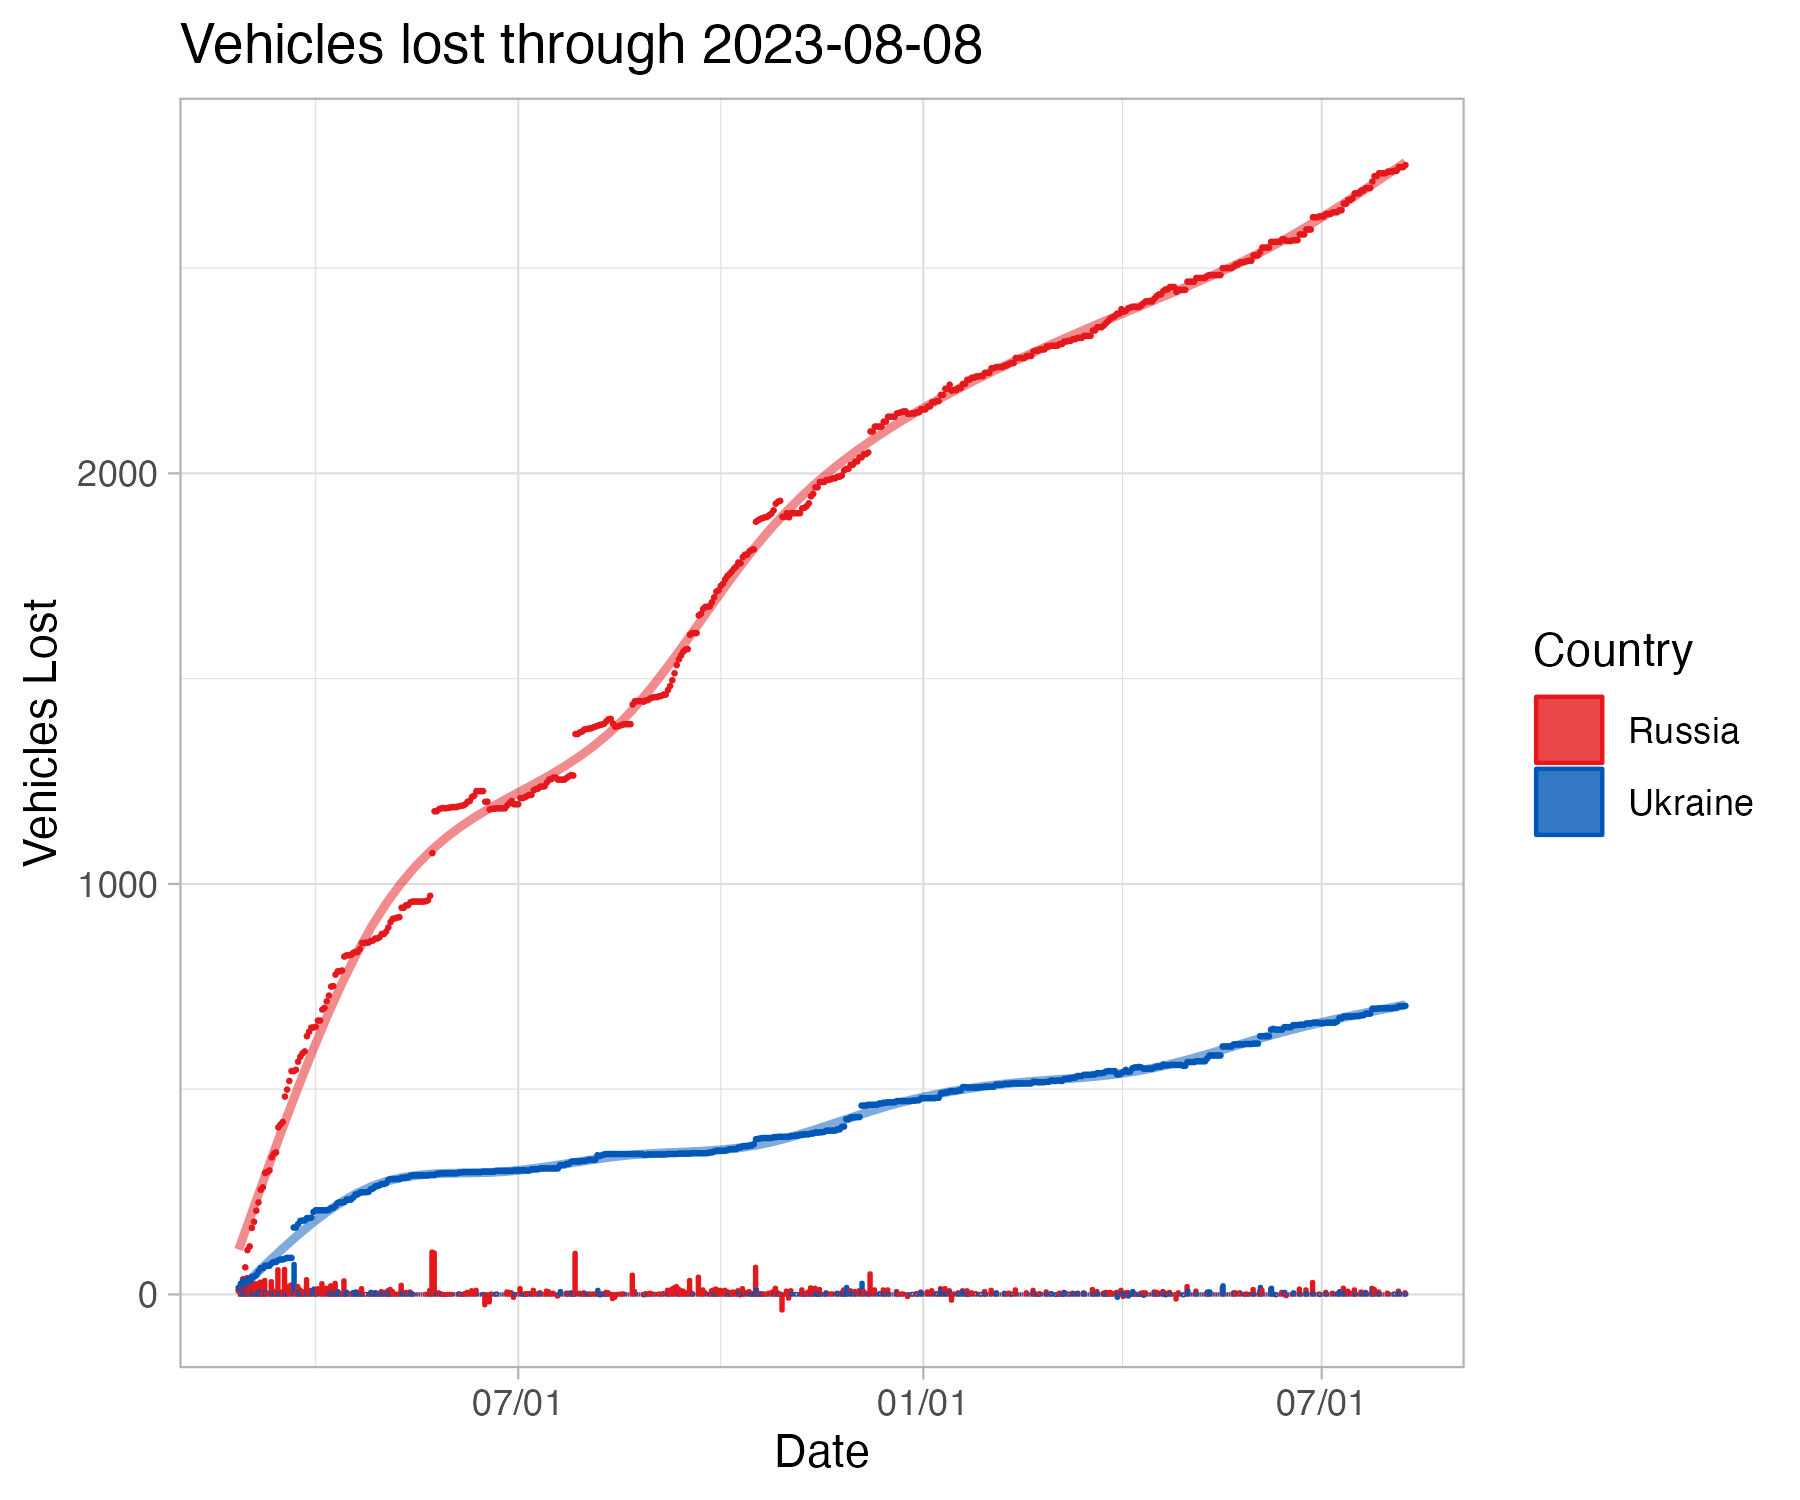 Vehicles lost through 2023-08-08
Vehicles Lost
2000
1000
0
07/01
01/01
07/01
Date
Country
Russia
Ukraine